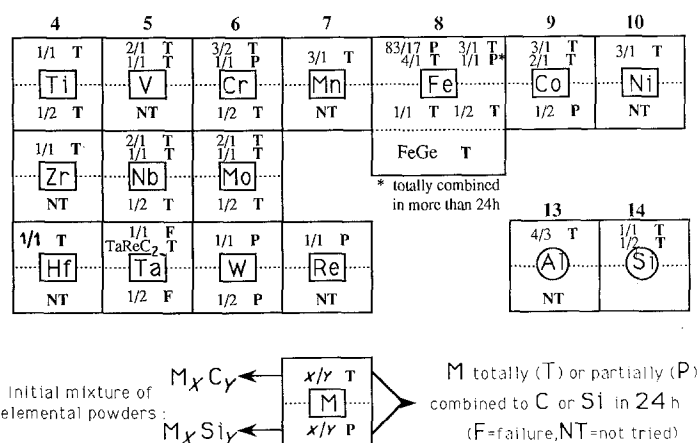 4 5 6 7 8 9 10
1/1 T 2/1 T 3/2 T 3/1 T 83/17 P 3/1 T 3/1 T 3/1 T
1/1 T 1/1 P 4/1 T 1/1 P* 2/1 T
Ti V Cr Mn Fe Co Ni
1/2 T NT 1/2 T NT 1/1 T 1/2 T 1/2 P NT
1/1 T 2/1 T 2/1 T FeGe T
1/1 T 1/1 T
Zr Nb Mo
NT 1/2 T 1/2 T
* totally combined
in more than 24h
1/1 T 1/1 F 1/1 P 1/1 P
TaReC2 T
Hf Ta W Re
NT 1/2 F 1/2 P NT
13 14
4/3 T 1/1 T
1/2 T
Al Si
NT
Initial mixture of
elemental powders :
MXCY x/y T
M
MXSiY x/y P
M totally (T) or partially (P)
combined to C or Si in 24h
(F=failure,NT=not tried)